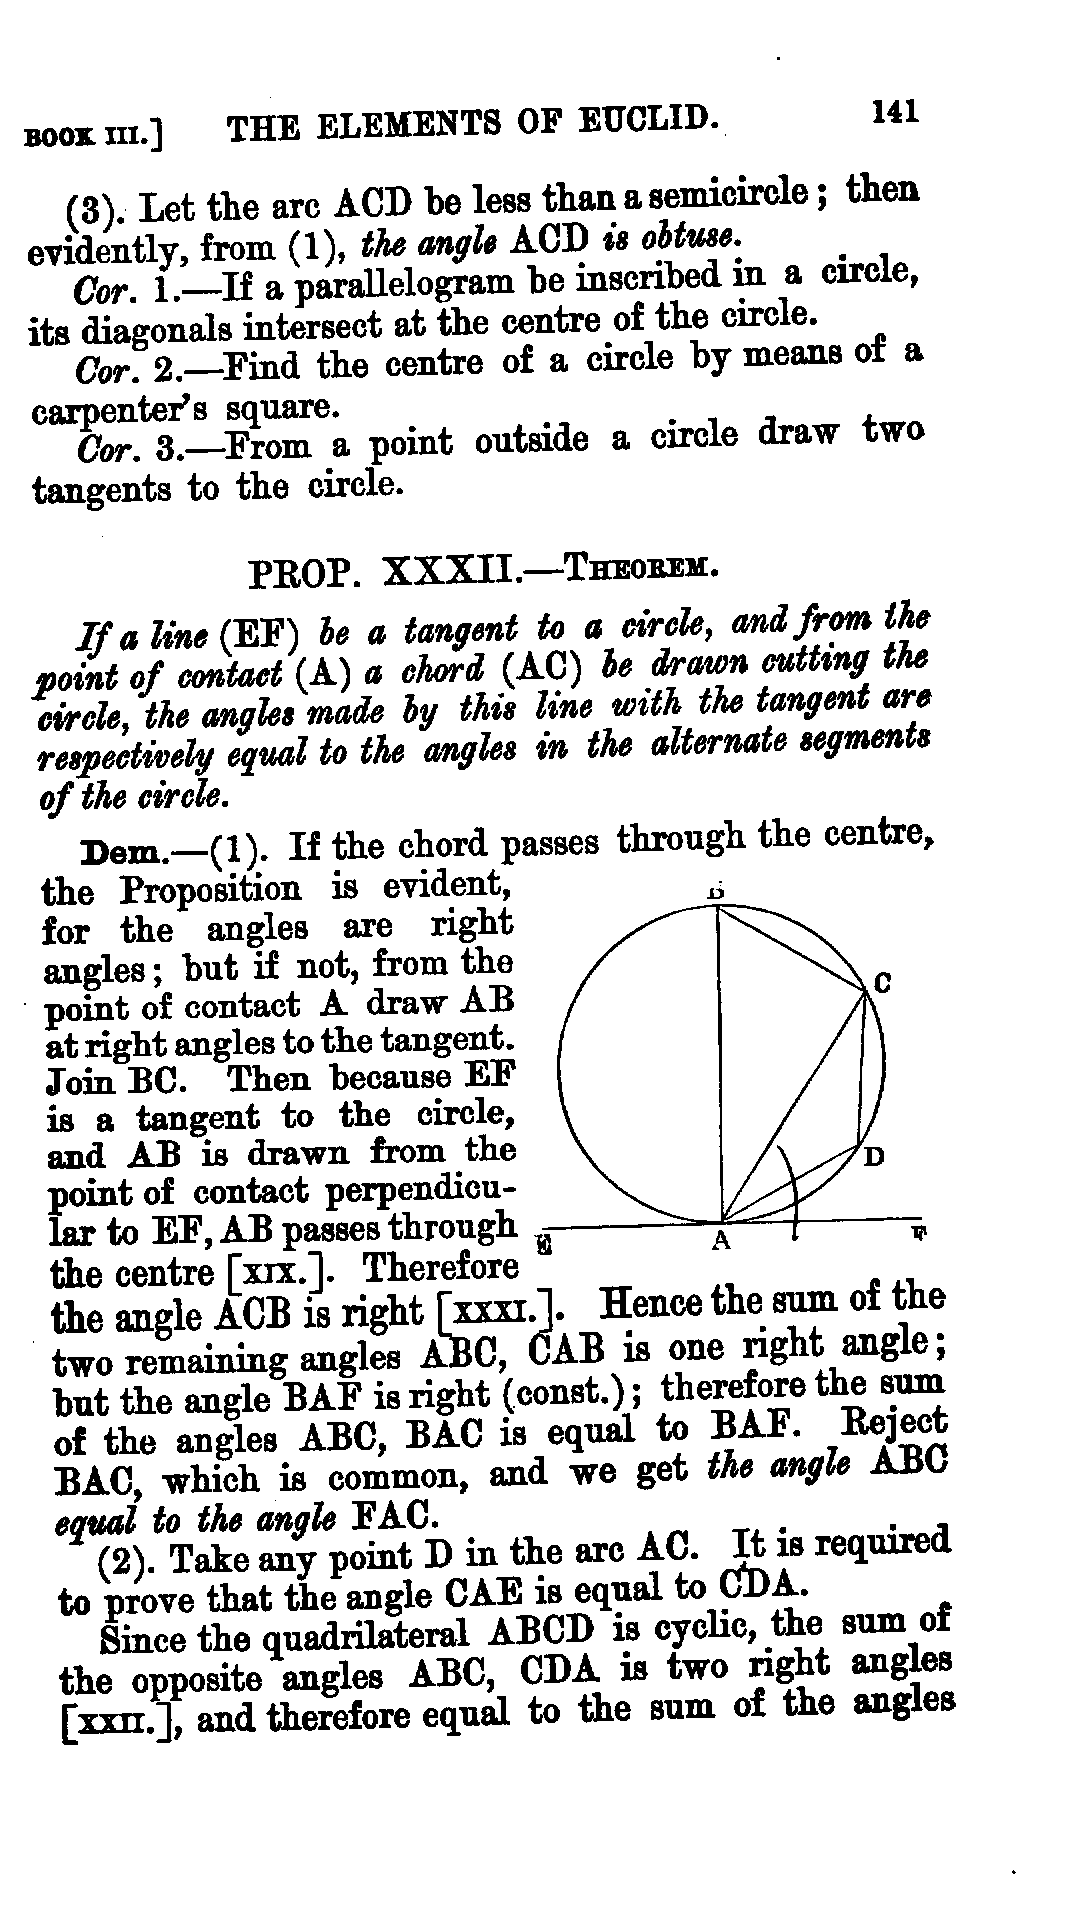 BOOK III.] THE ELEMENTS OF EUCLID. 141
(3). Let the arc ACD be less than a semicircle; then
evidently, from (1), the angle ACD is obtuse.
Cor. 1.—If a parallelogram be inscribed in a circle,
its diagonals intersect at the centre of the circle.
Cor. 2.—Find the centre of a circle by means of a
carpenter's square.
Cor. 3.—From a point outside a circle draw two
tangents to the circle.
PROP. XXXII.—THEOREM.
If a line (EF) be a tangent to a circle, and from the
point of contact (A) a chord (AC) be drawn cutting the
circle, the angles made by this line with the tangent are
respectively equal to the angles in the alternate segments
of the circle.
Dem.—(1). If the chord passes through the centre,
the Proposition is evident,
for the angles are right
angles; but if not, from the
point of contact A draw AB
at right angles to the tangent.
Join BC. Then because EF
is a tangent to the circle,
and AB is drawn from the
point of contact perpendicu-
lar to EF, AB passes through
the centre [XIX.]. Therefore
B
C
D
E
A
F
the angle ACB is right [XXXI.]. Hence the sum of the
two remaining angles ABC, CAB is one right angle;
but the angle BAF is right (const.); therefore the sum
of the angles ABC, BAC is equal to BAF. Reject
BAC, which is common, and we get the angle ABC
equal to the angle FAC.
(2). Take any point D in the arc AC. It is required
to prove that the angle CAE is equal to CDA.
Since the quadrilateral ABCD is cyclic, the sum of
the opposite angles ABC, CDA is two right angles
[XXII.], and therefore equal to the sum of the angles